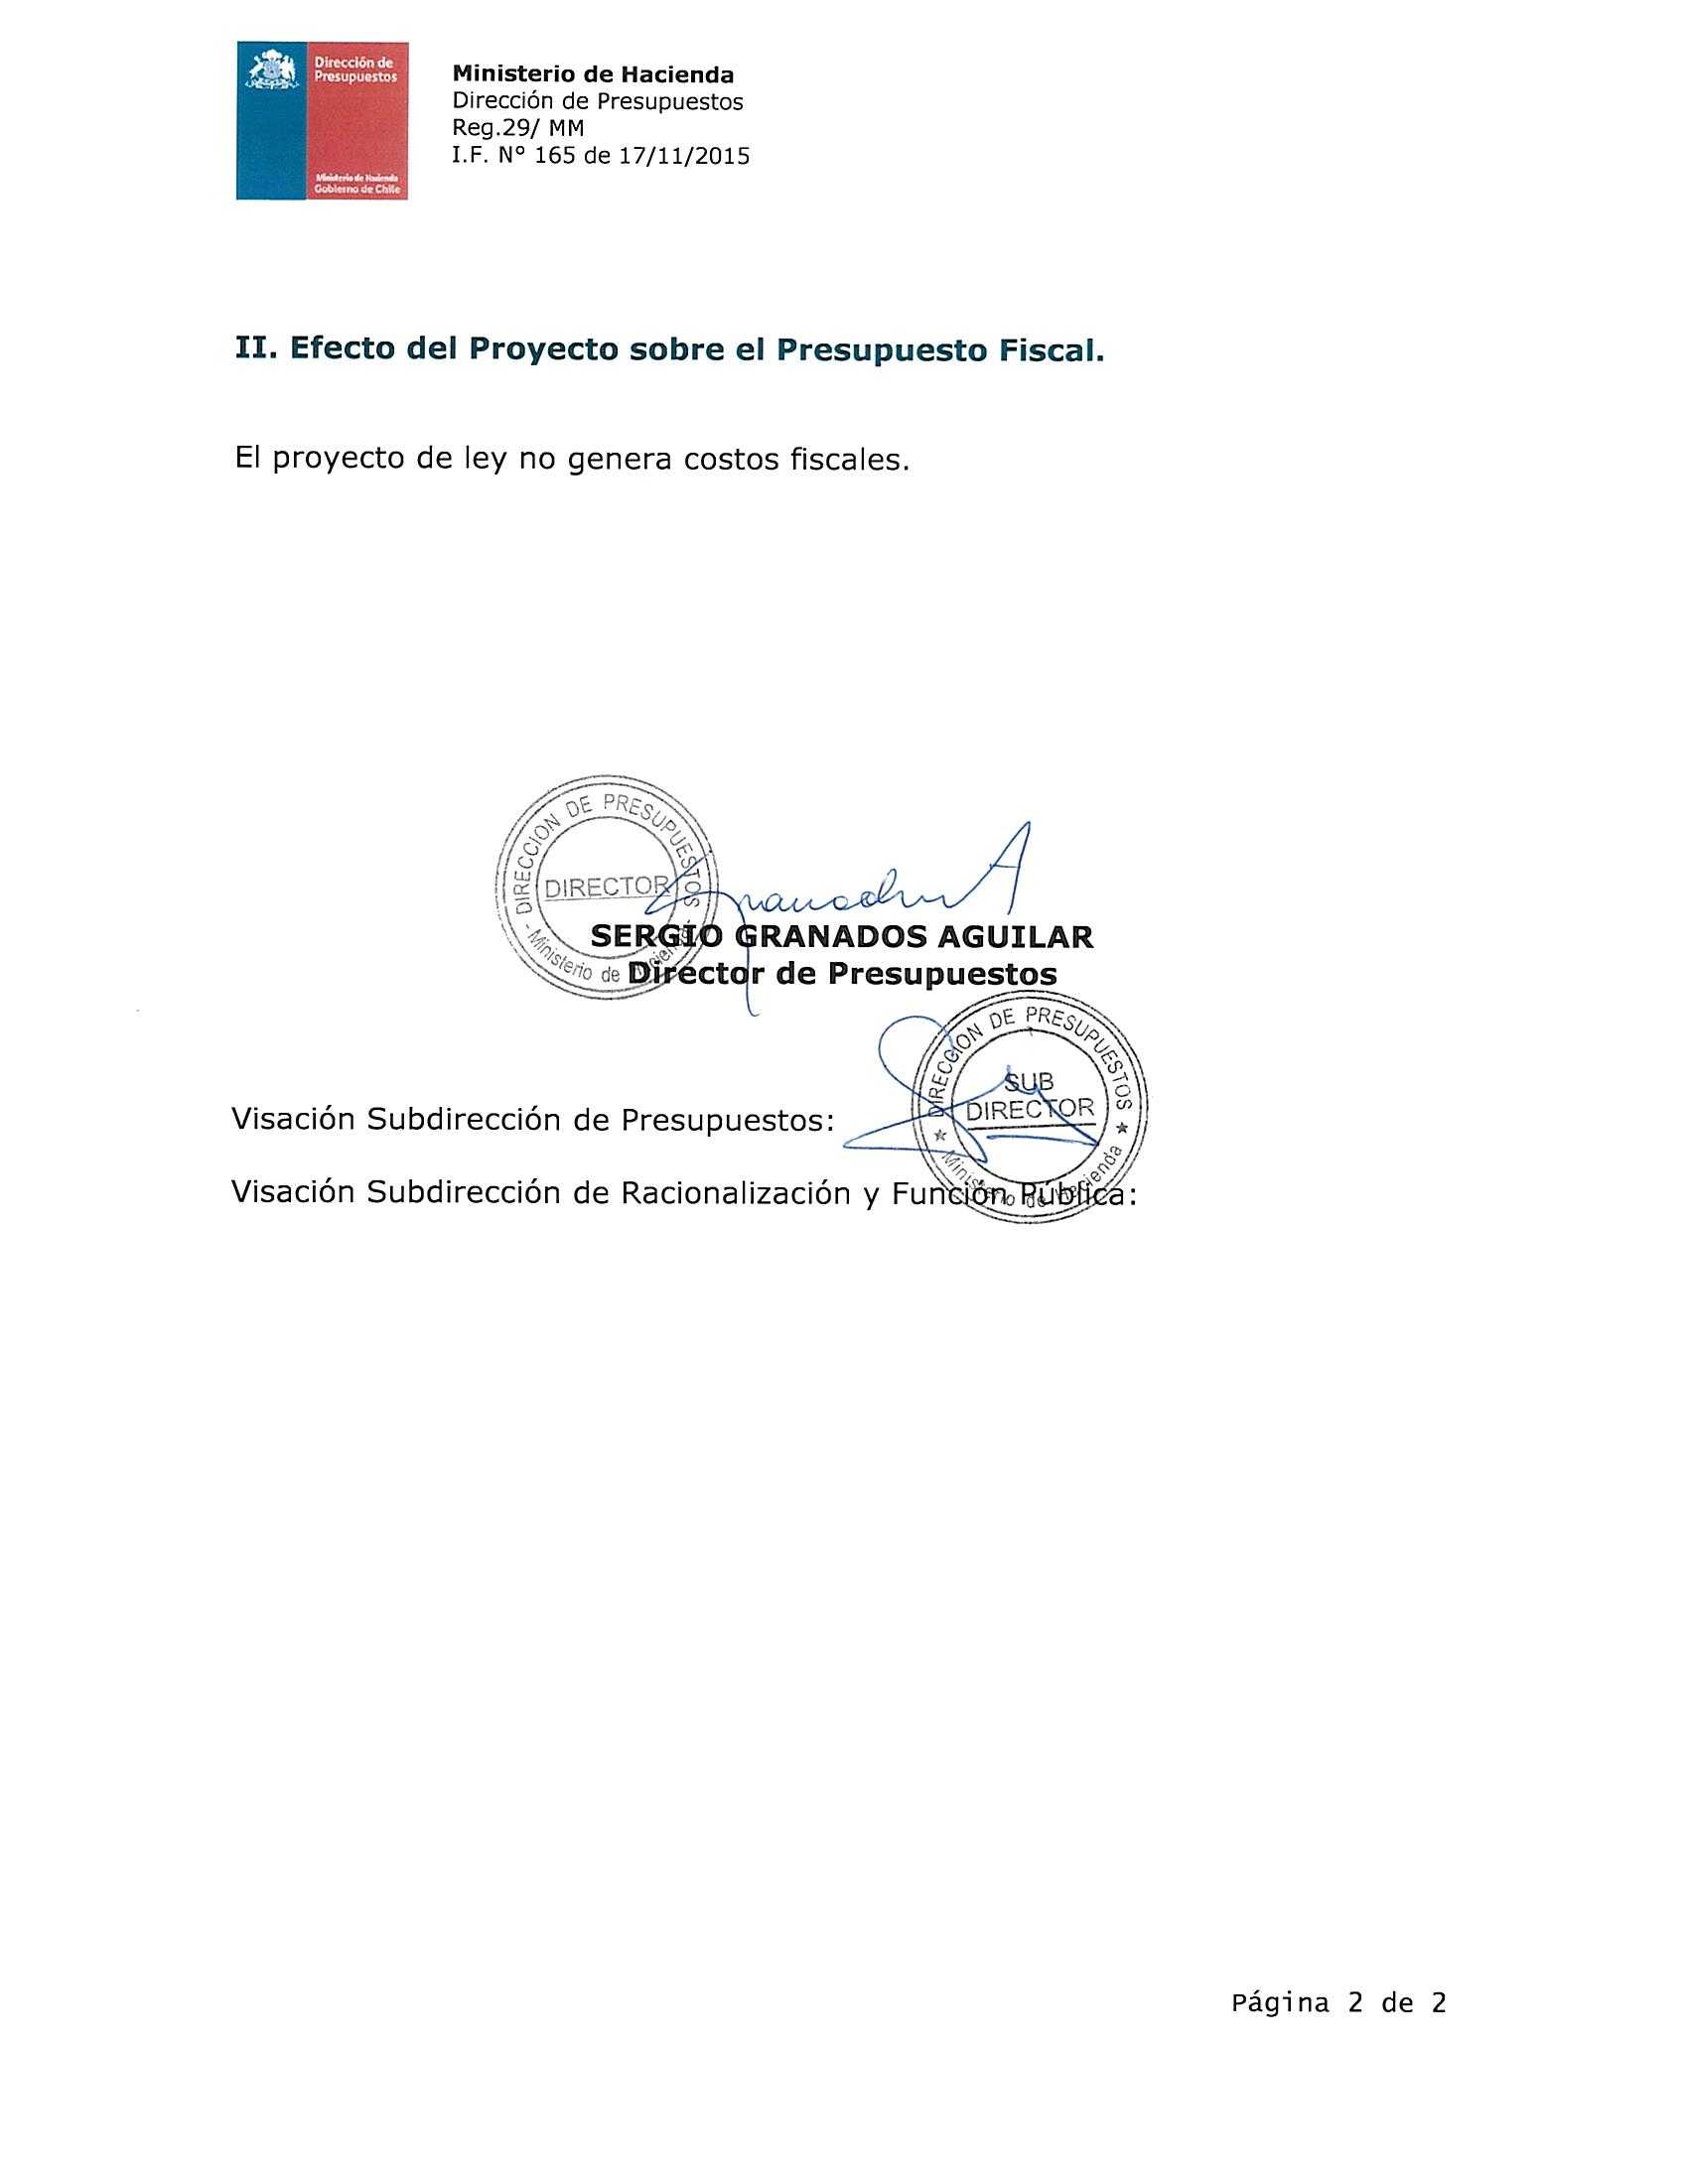 Dirección de
Presupuestos
Ministerio de Hacienda
Gobierno de Chile
Ministerio de Hacienda
Dirección de Presupuestos
Reg.29/ MM
I.F. Nº 165 de 17/11/2015
II. Efecto del Proyecto sobre el Presupuesto Fiscal.
El proyecto de ley no genera costos fiscales.
DIRECCION DE PRESUPUESTOS
DIRECTOR
Ministerio de Hacienda
SERGIO GRANADOS AGUILAR
Director de Presupuestos
DIRECCION DE PRESUPUESTOS
SUB
DIRECTOR
Ministerio de Hacienda
Visación Subdirección de Presupuestos:
Visación Subdirección de Racionalización y Función Pública:
Página 2 de 2